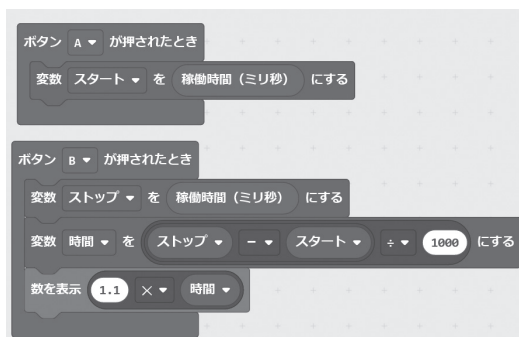 ボタン A ▼ が押されたとき
変数 スタート ▼ を 稼働時間（ミリ秒） にする
ボタン B ▼ が押されたとき
変数 ストップ ▼ を 稼働時間（ミリ秒） にする
変数 時間 ▼ を ストップ ▼ - ▼ スタート ▼ ÷ ▼ 1000 にする
数を表示 1.1 × ▼ 時間 ▼